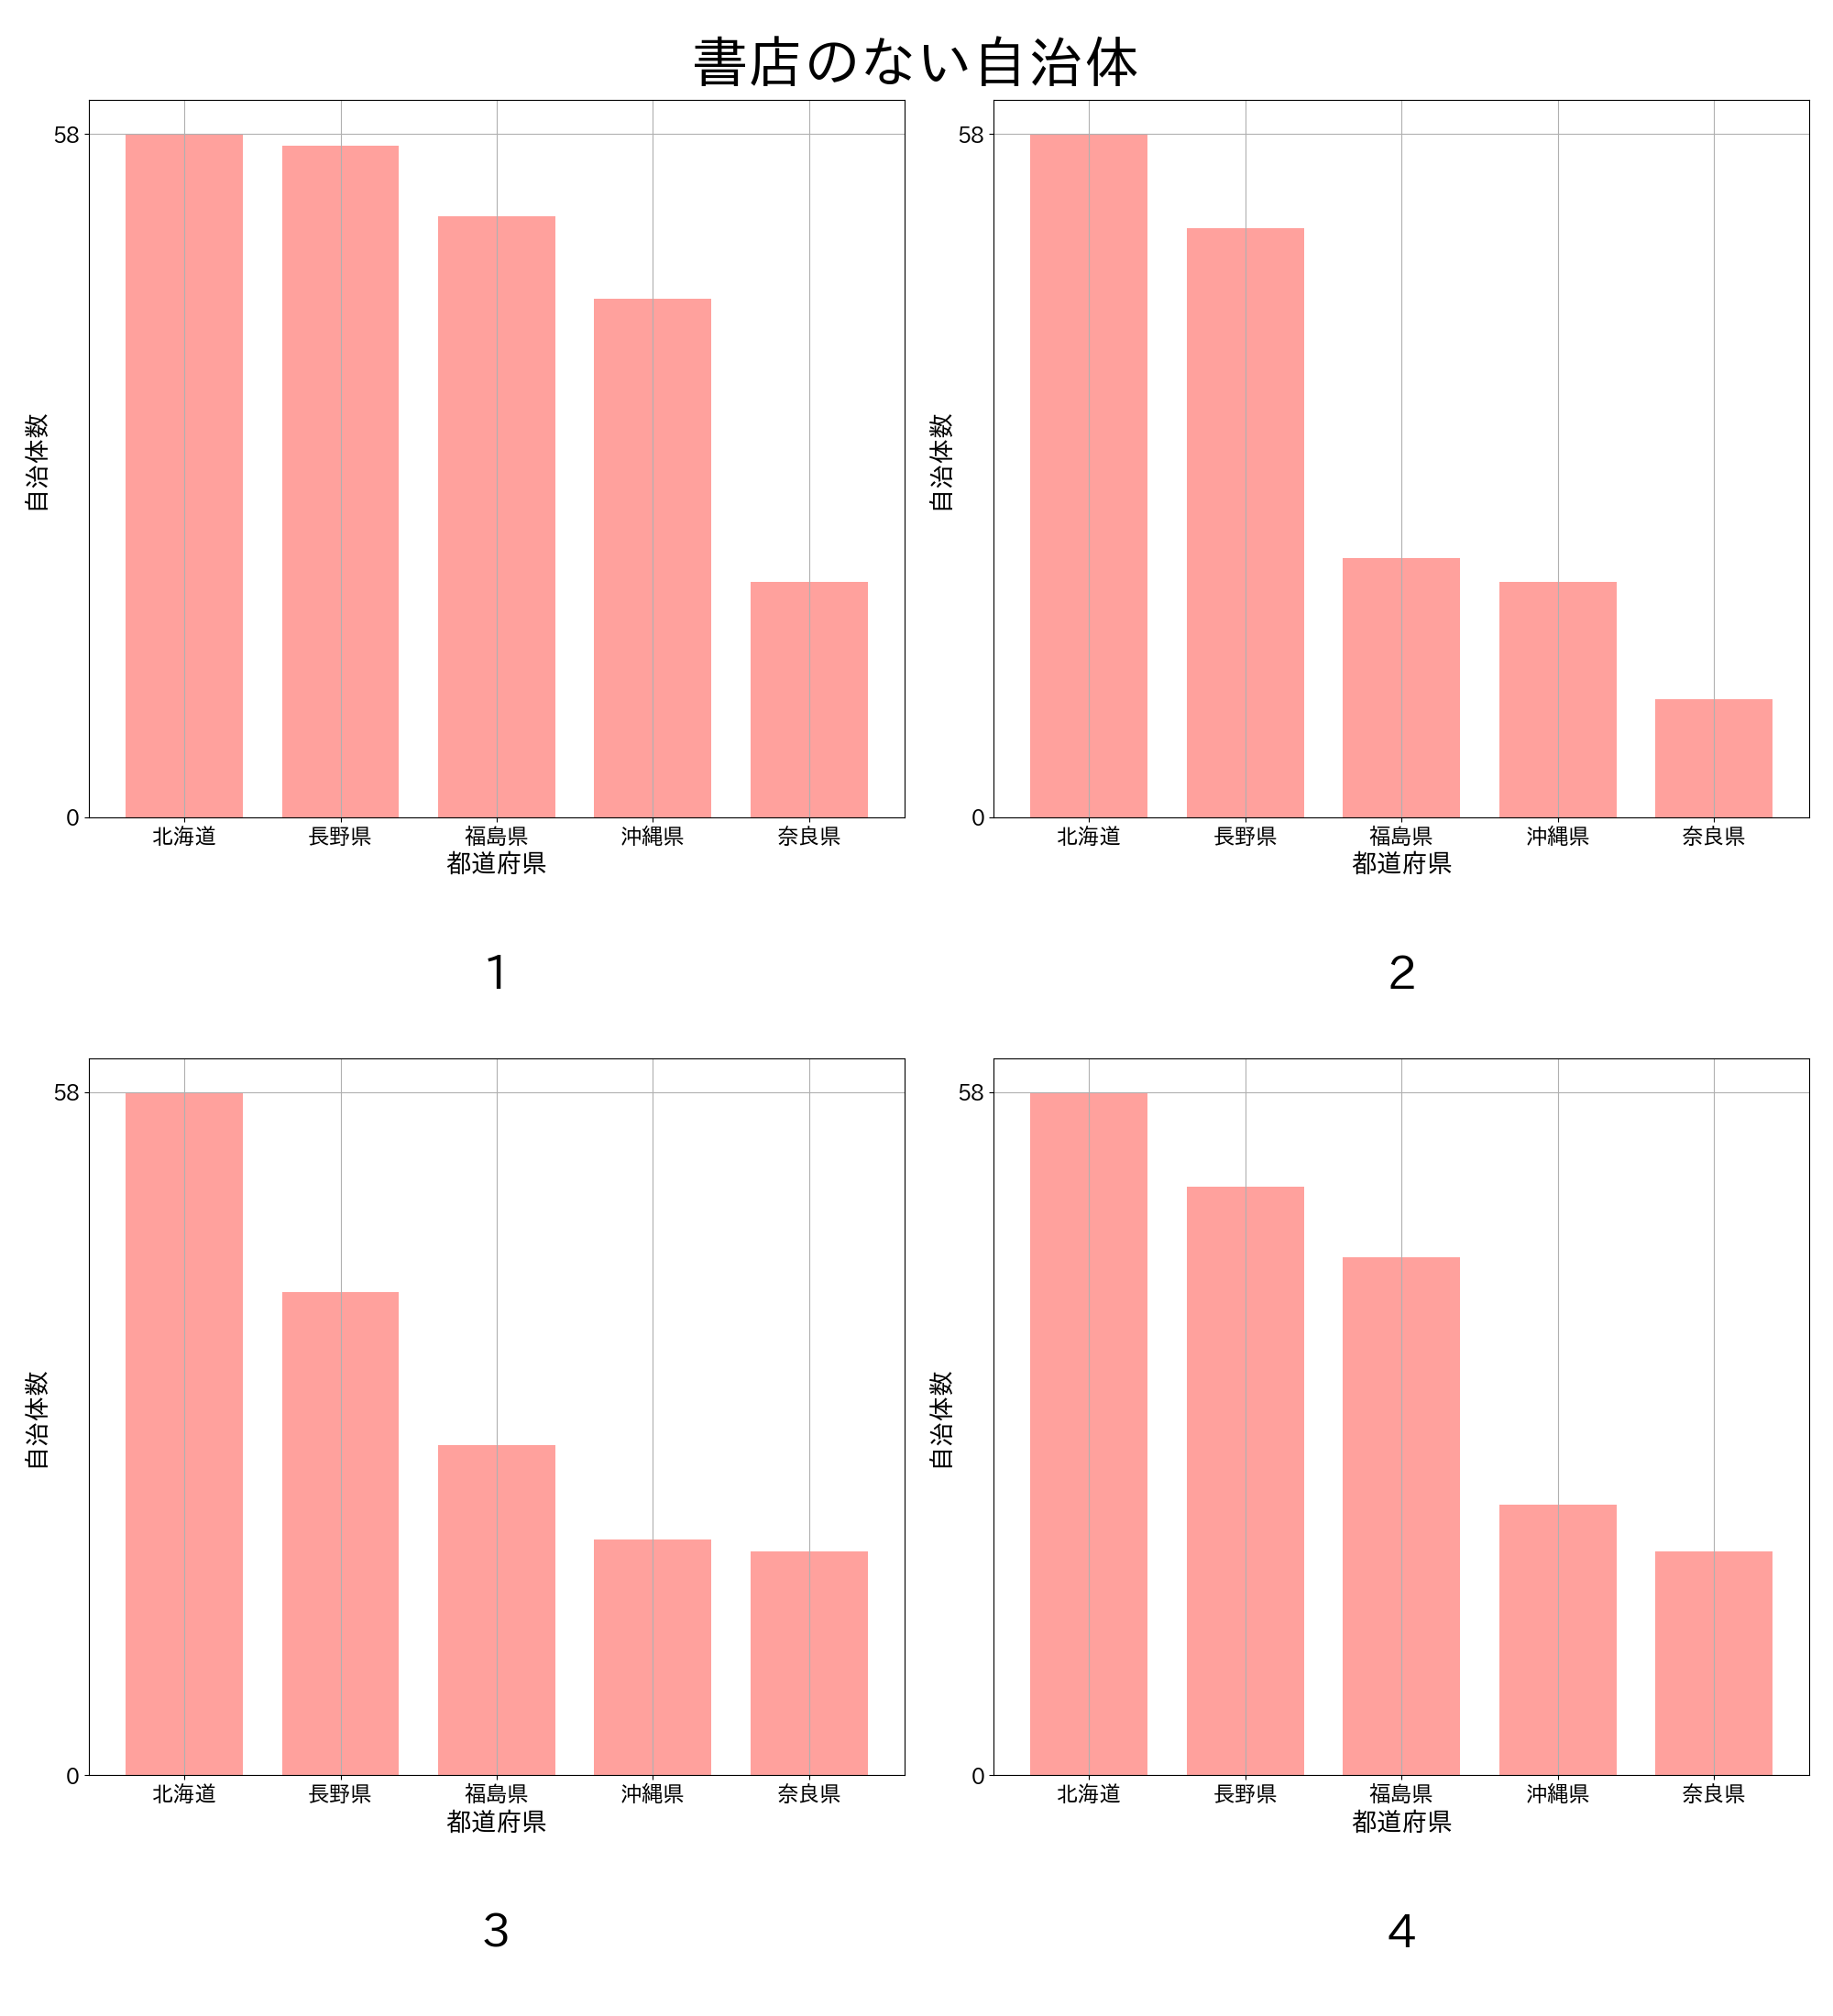 書店のない自治体
58
0
自治体数
北海道 長野県 福島県 沖縄県 奈良県
都道府県
1
58
0
自治体数
北海道 長野県 福島県 沖縄県 奈良県
都道府県
2
58
0
自治体数
北海道 長野県 福島県 沖縄県 奈良県
都道府県
3
58
0
自治体数
北海道 長野県 福島県 沖縄県 奈良県
都道府県
4